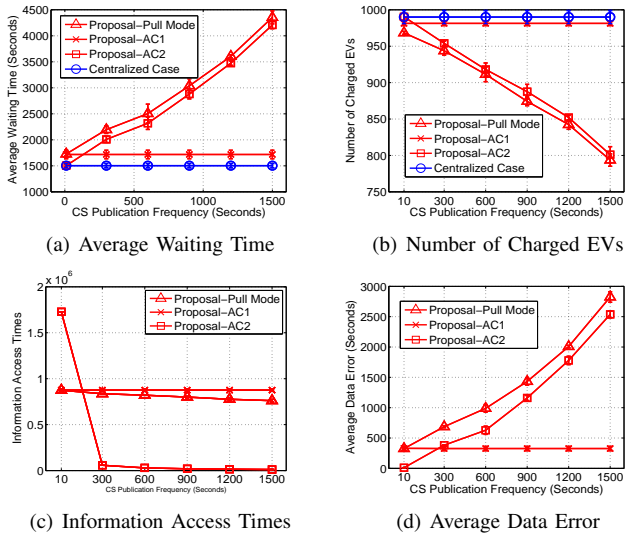 4500
4000
3500
3000
2500
2000
1500
1000
0
500
1000
1500
Average Waiting Time (Seconds)
CS Publication Frequency (Seconds)
Proposal−Pull Mode
Proposal−AC1
Proposal−AC2
Centralized Case
(a) Average Waiting Time
1000
950
900
850
800
750
10
300
600
900
1200
1500
Number of Charged EVs
CS Publication Frequency (Seconds)
Proposal−Pull Mode
Proposal−AC1
Proposal−AC2
Centralized Case
(b) Number of Charged EVs
2
x 10^6
1.5
1
0.5
0
10
300
600
900
1200
1500
Information Access Times
CS Publication Frequency (Seconds)
Proposal−Pull Mode
Proposal−AC1
Proposal−AC2
(c) Information Access Times
3000
2500
2000
1500
1000
500
0
10
300
600
900
1200
1500
Average Data Error (Seconds)
CS Publication Frequency (Seconds)
Proposal−Pull Mode
Proposal−AC1
Proposal−AC2
(d) Average Data Error